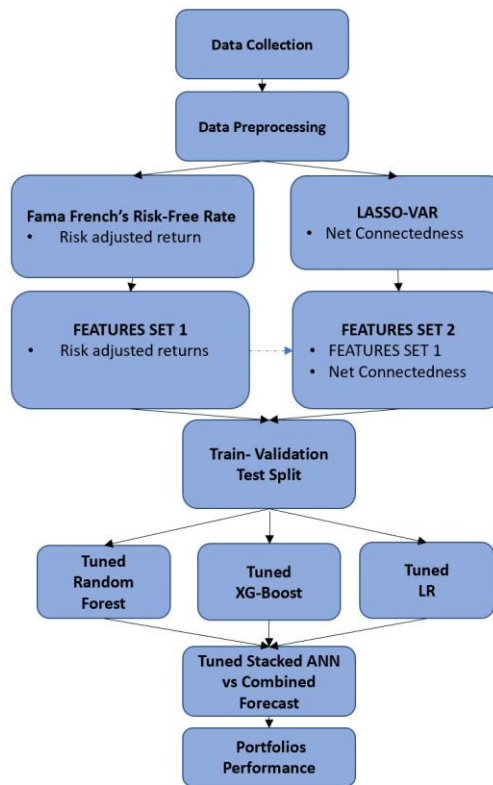 Data Collection
Data Preprocessing
Fama French's Risk-Free Rate
• Risk adjusted return
LASSO-VAR
• Net Connectedness
FEATURES SET 1
• Risk adjusted returns
FEATURES SET 2
• FEATURES SET 1
• Net Connectedness
Train- Validation
Test Split
Tuned
Random
Forest
Tuned
XG-Boost
Tuned
LR
Tuned Stacked ANN
vs Combined
Forecast
Portfolios
Performance